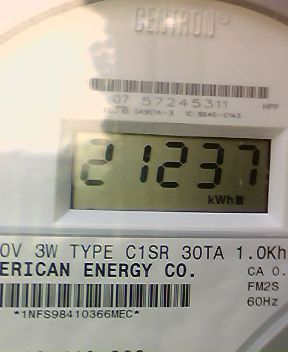 CENTRON®
07 57245311 HPP
21237
kWh
0V 3W TYPE C1SR 30TA 1.0Kh
ERICAN ENERGY CO. CA 0.
FM2S
60Hz
*1NFS98410366MEC*